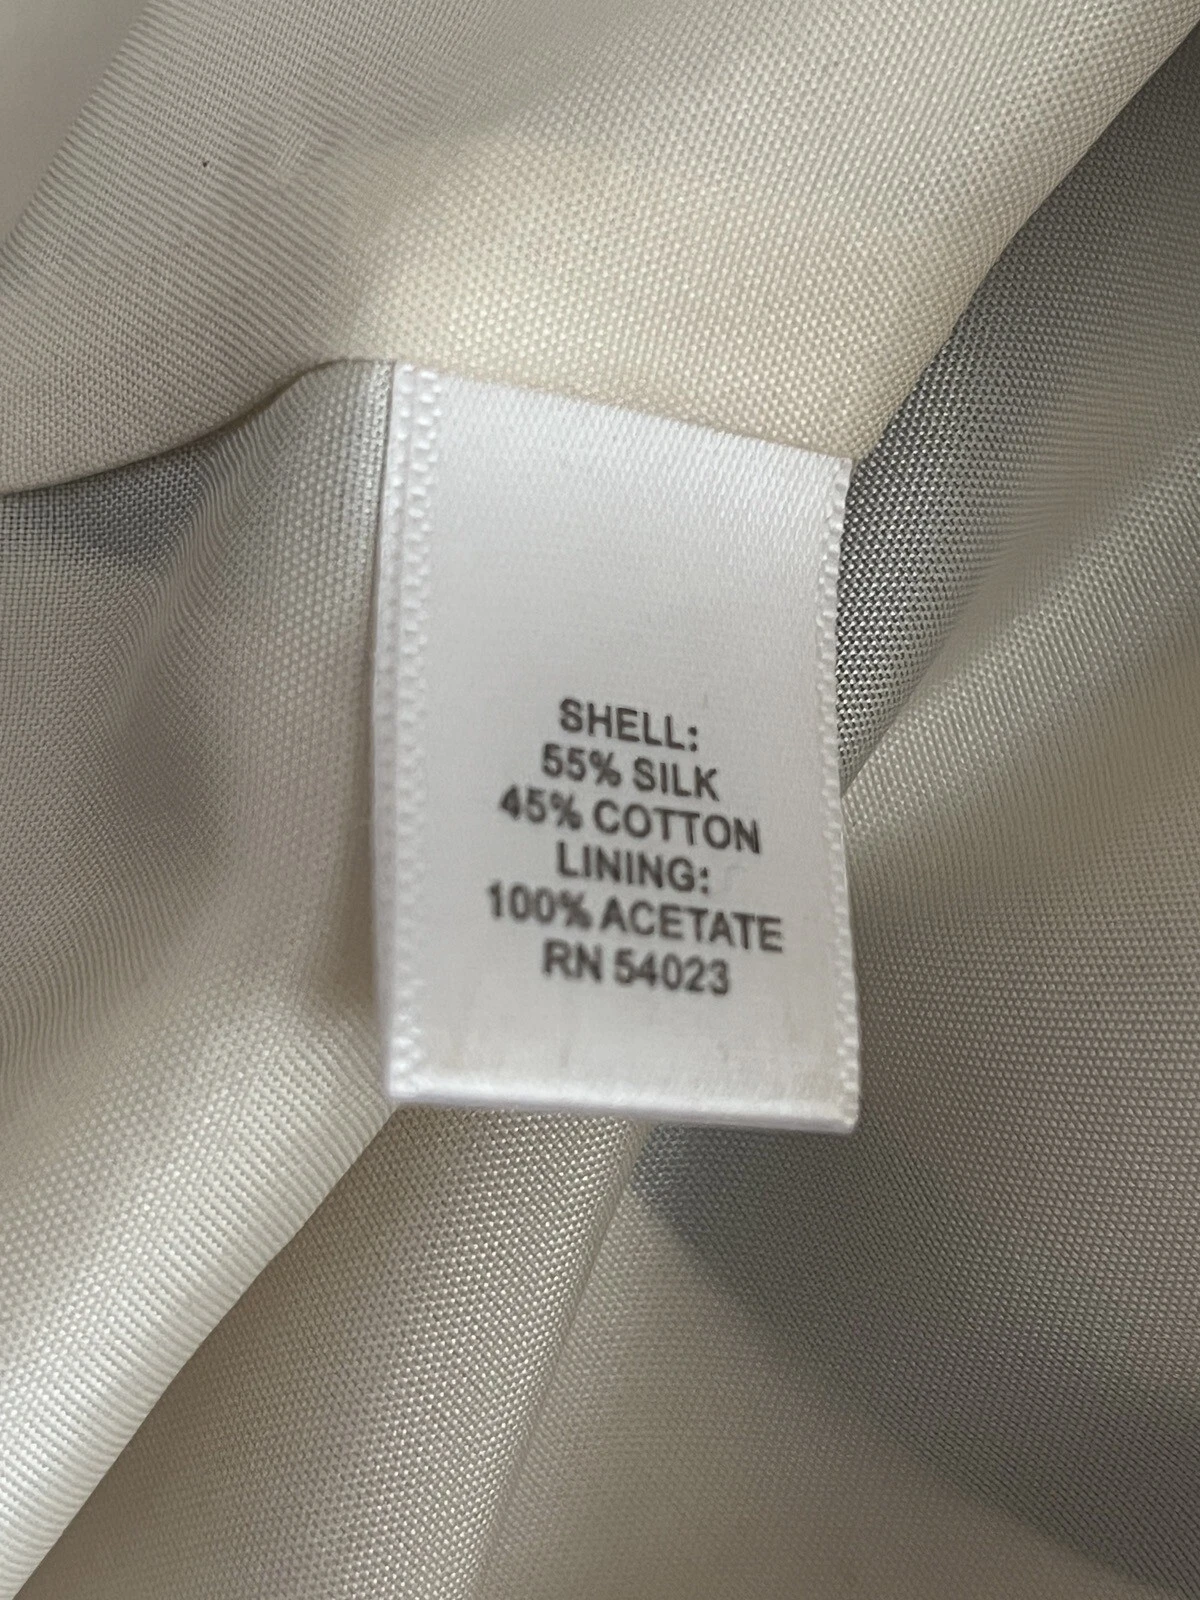 SHELL:
55% SILK
45% COTTON
LINING:
100% ACETATE
RN 54023